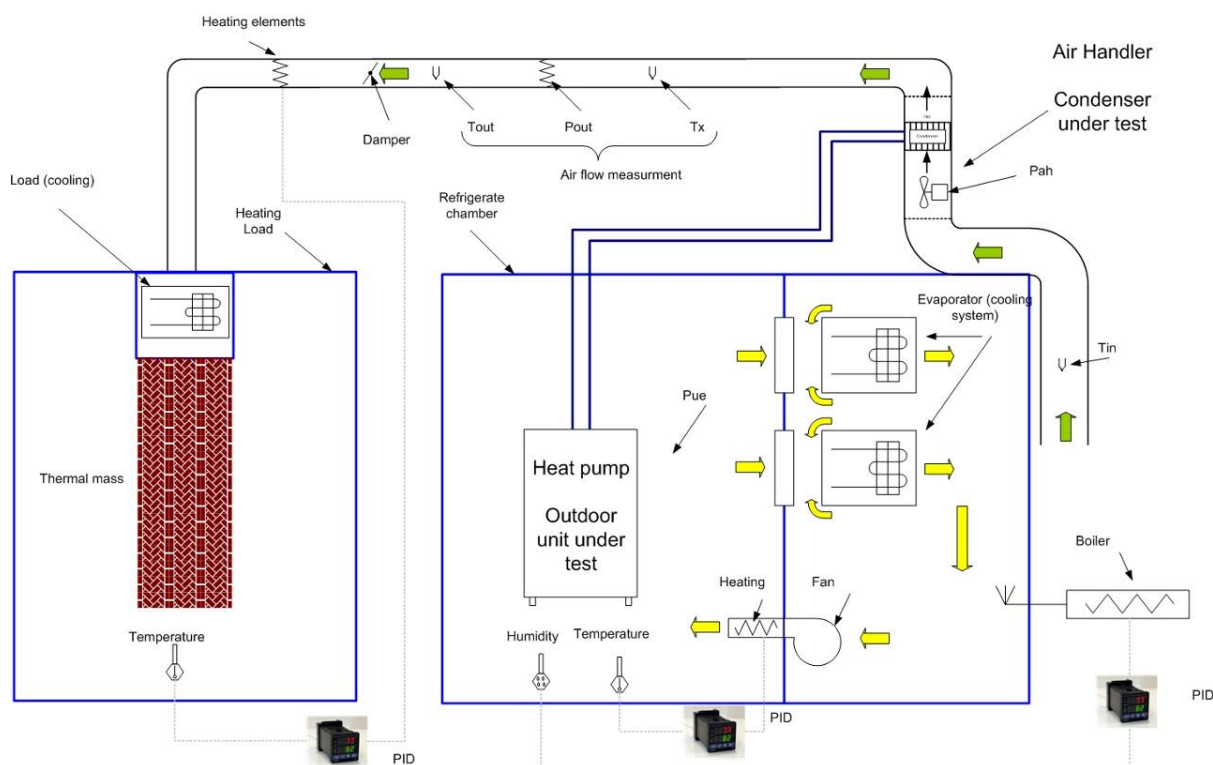 Heating elements
Air Handler
Condenser
under test
Tout
Pout
Tx
Damper
Air flow measurment
Condenser
Pah
Load (cooling)
Heating
Load
Refrigerate
chamber
Evaporator (cooling
system)
Tin
Pue
Thermal mass
Heat pump
Outdoor
unit under
test
Boiler
Heating
Fan
Temperature
Humidity
Temperature
PID
PID
PID